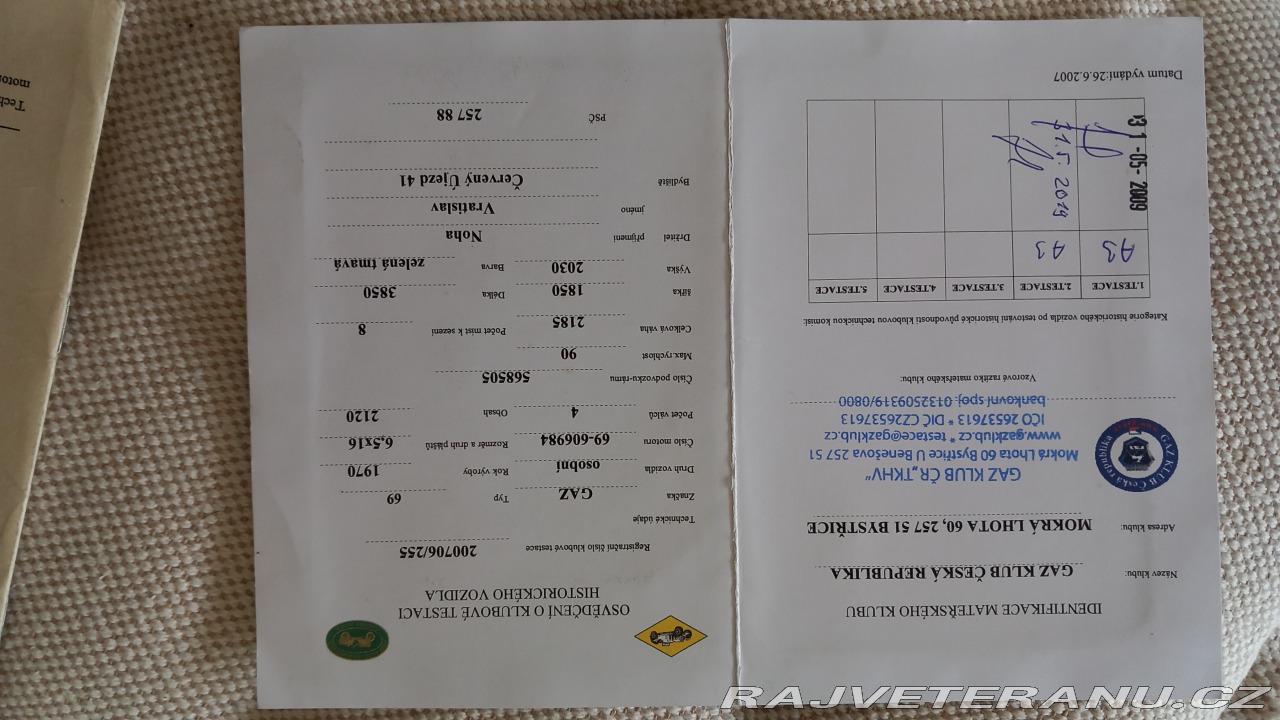 IDENTIFIKACE MATEŘSKÉHO KLUBU
Název klubu: GAZ KLUB ČESKÁ REPUBLIKA
Adresa klubu: MOKRÁ LHOTA 60, 257 51 BYSTŘICE
GAZ KLUB Česká republika
GAZ KLUB ČR „TKHV“
Mokrá Lhota 60 Bystřice U Benešova 257 51
www.gazklub.cz * testace@gazklub.cz
IČO 26537613 * DIČ CZ26537613
bankovní spoj: 0132509319/0800
Vzorové razítko mateřského klubu:
Kategorie historického vozidla po testování historické původnosti klubovou technickou komisí:
1.TESTACE 2.TESTACE 3.TESTACE 4.TESTACE 5.TESTACE
A3 A3
31-05-2009 31.5.2019
Datum vydání:26.6.2007
OSVĚDČENÍ O KLUBOVÉ TESTACI
HISTORICKÉHO VOZIDLA
Registrační číslo klubové testace 200706/255
Technické údaje
Značka GAZ Typ 69
Druh vozidla osobní Rok výroby 1970
Číslo motoru 69-606984 Rozměr a druh plášťů 6,5x16
Počet válců 4 Obsah 2120
Číslo podvozku-rámu 568505
Max.rychlost 90
Celková váha 2185 Počet míst k sezení 8
šířka 1850 Délka 3850
Výška 2030 Barva zelená tmavá
Držitel příjmení Noha
jméno Vratislav
Bydliště Červený Újezd 41
PSČ 257 88
Tech
motor
RAJVETERANU.CZ